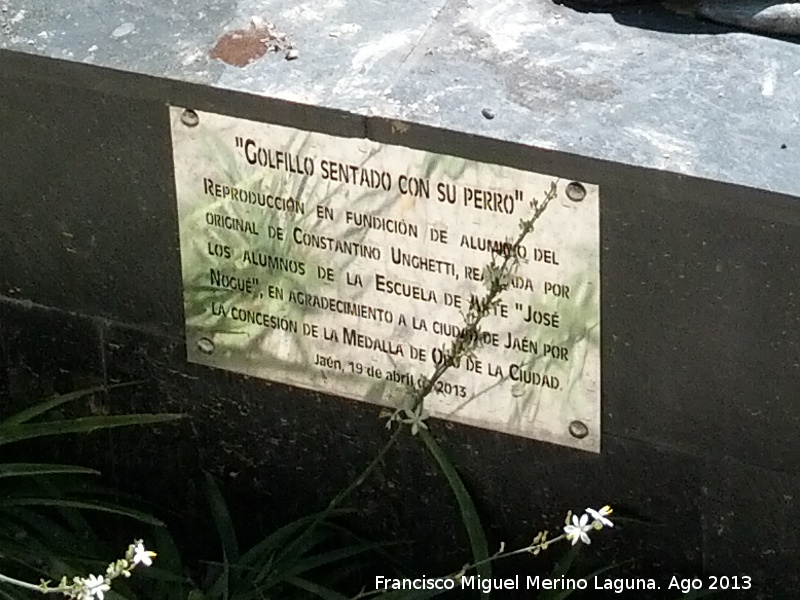 "Golfillo sentado con su perro"
Reproducción en fundición de aluminio del
original de Constantino Unghetti, realizada por
los alumnos de la Escuela de Arte "José
Nogué", en agradecimiento a la ciudad de Jaén por
la concesión de la Medalla de Oro de la Ciudad.
Jaén, 19 de abril de 2013
Francisco Miguel Merino Laguna. Ago 2013